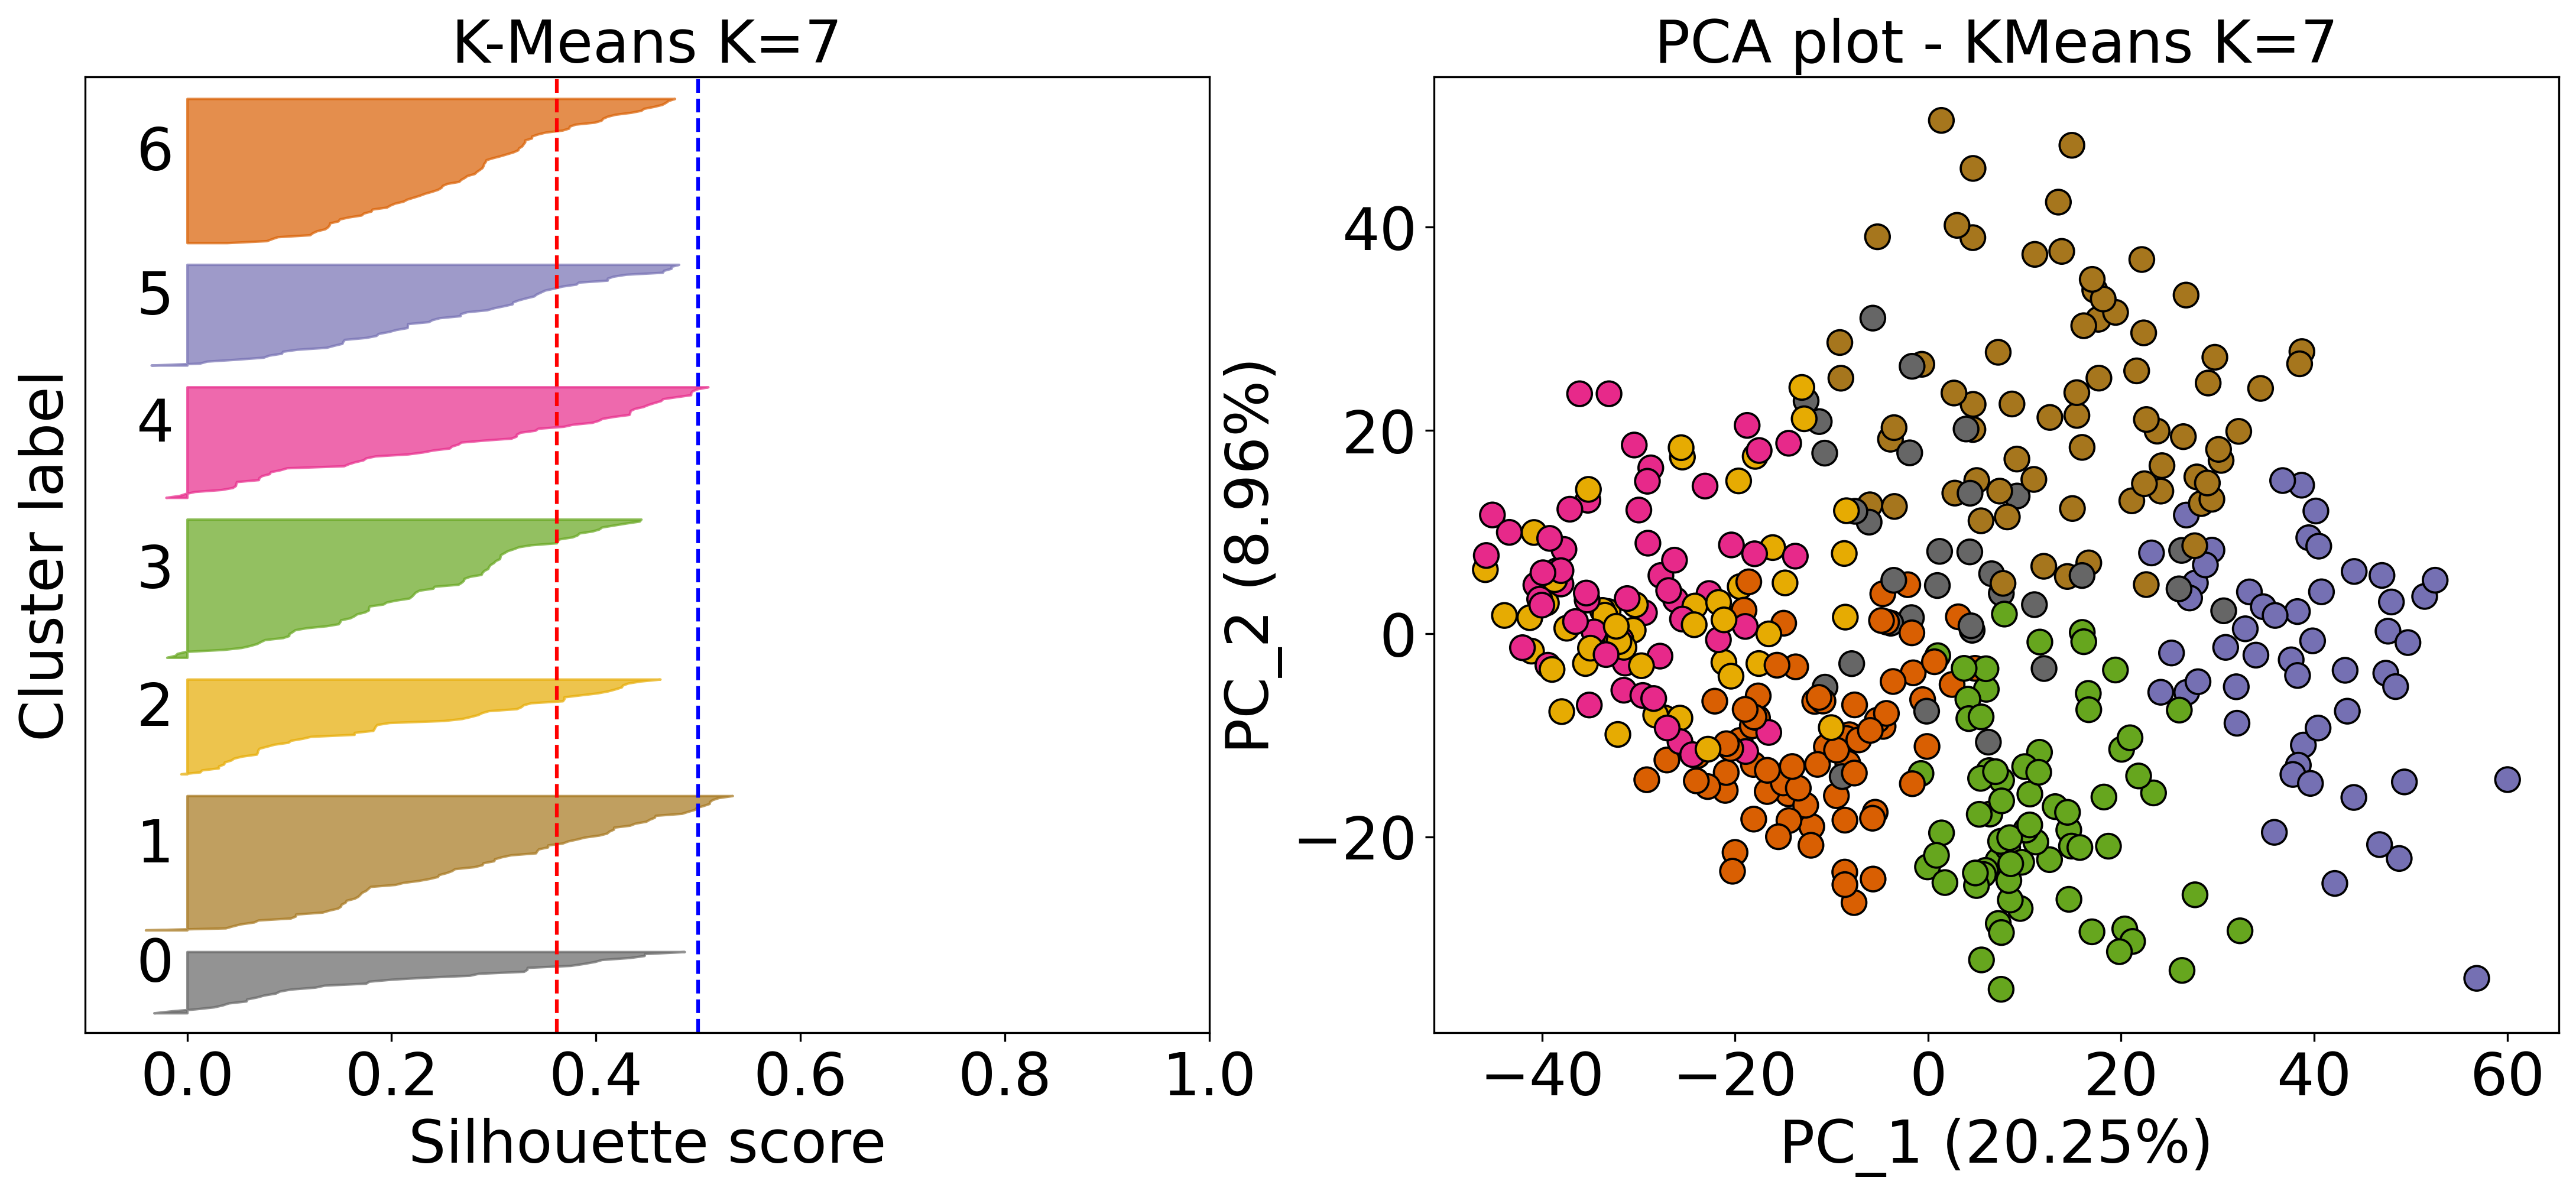 K-Means K=7
6
5
4
3
2
1
0
Cluster label
0.0 0.2 0.4 0.6 0.8 1.0
Silhouette score
PCA plot - KMeans K=7
40
20
0
−20
PC_2 (8.96%)
−40 −20 0 20 40 60
PC_1 (20.25%)